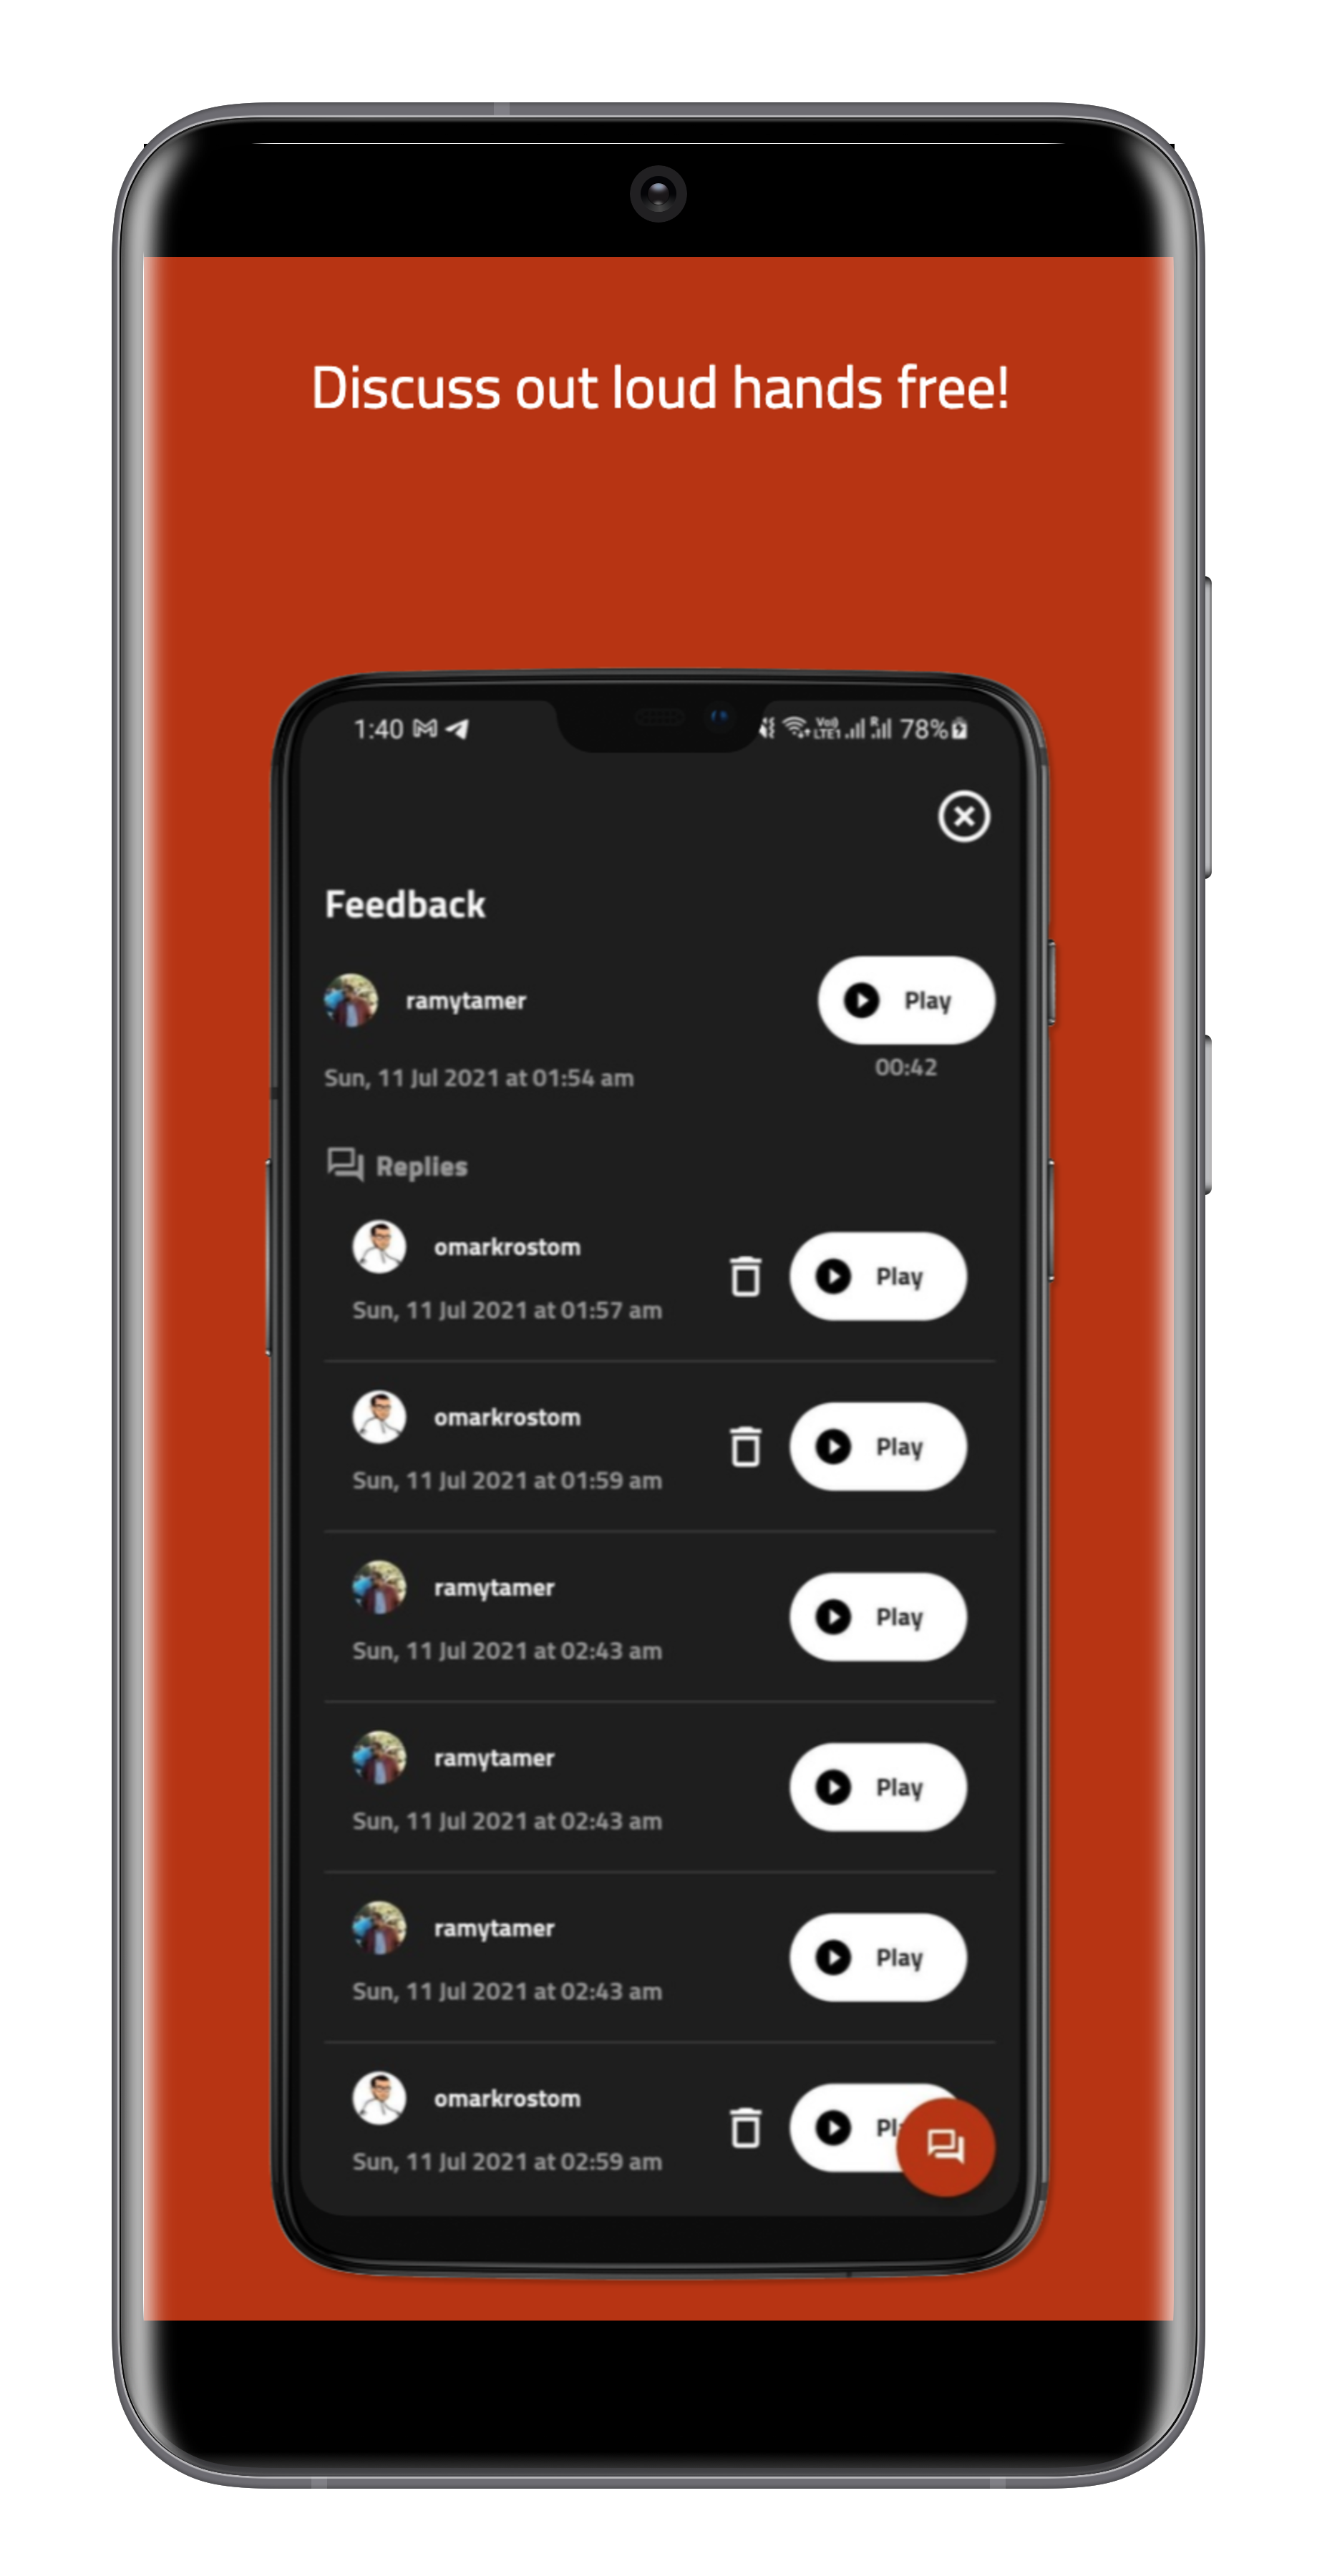 Discuss out loud hands free!
1:40 Vo) LTE1 R 78%
Feedback
ramytamer
Play
Sun, 11 Jul 2021 at 01:54 am
00:42
Replies
omarkrostom
Play
Sun, 11 Jul 2021 at 01:57 am
omarkrostom
Play
Sun, 11 Jul 2021 at 01:59 am
ramytamer
Play
Sun, 11 Jul 2021 at 02:43 am
ramytamer
Play
Sun, 11 Jul 2021 at 02:43 am
ramytamer
Play
Sun, 11 Jul 2021 at 02:43 am
omarkrostom
Pl
Sun, 11 Jul 2021 at 02:59 am